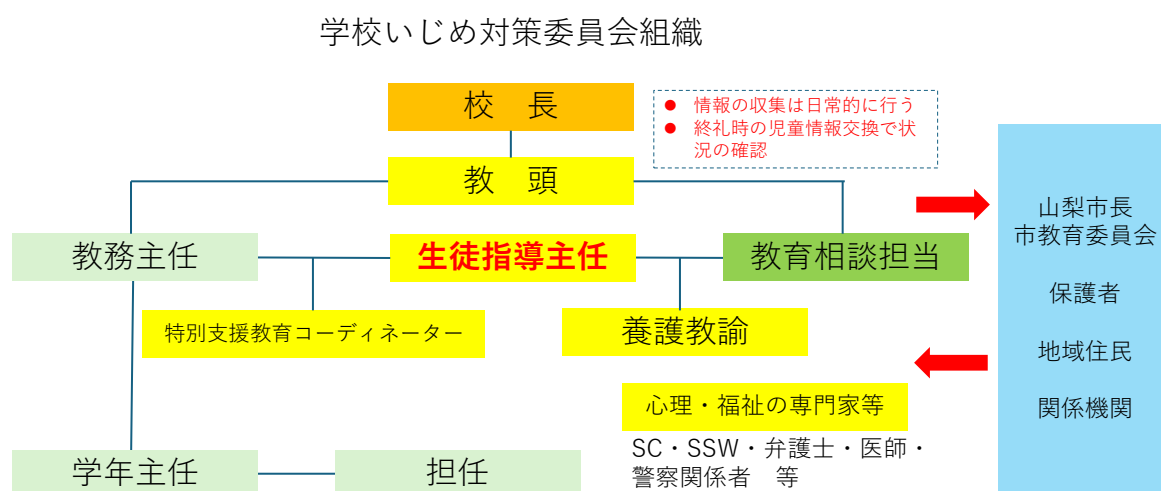 学校いじめ対策委員会組織
校　長
● 情報の収集は日常的に行う
● 終礼時の児童情報交換で状
況の確認
教　頭
山梨市長
市教育委員会
保護者
地域住民
関係機関
教務主任
生徒指導主任
教育相談担当
特別支援教育コーディネーター
養護教諭
心理・福祉の専門家等
SC・SSW・弁護士・医師・
警察関係者　等
学年主任
担任